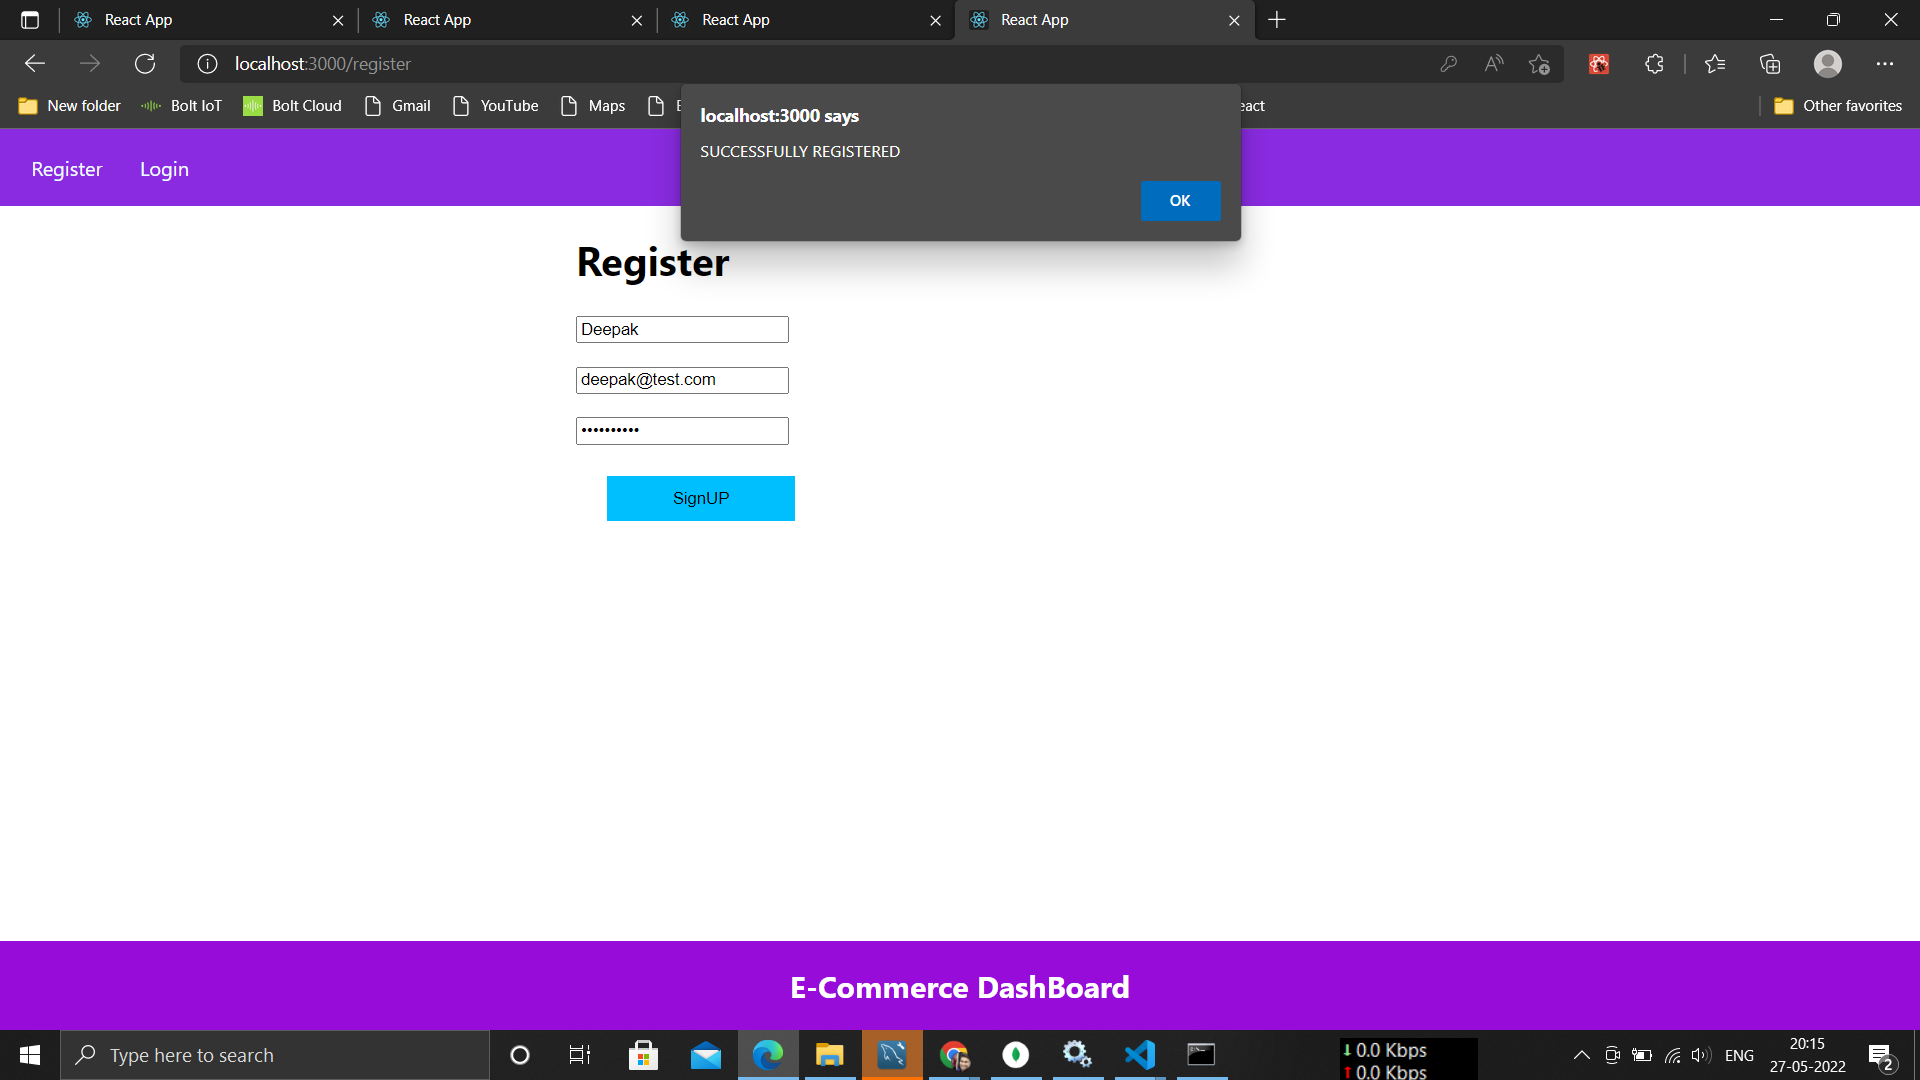 React App
React App
React App
React App
localhost:3000/register
New folder
Bolt IoT
Bolt Cloud
Gmail
YouTube
Maps
Other favorites
localhost:3000 says
SUCCESSFULLY REGISTERED
OK
Register
Login
Register
Deepak
deepak@test.com
••••••••••
SignUP
E-Commerce DashBoard
Type here to search
0.0 Kbps
0.0 Kbps
ENG
20:15
27-05-2022
2